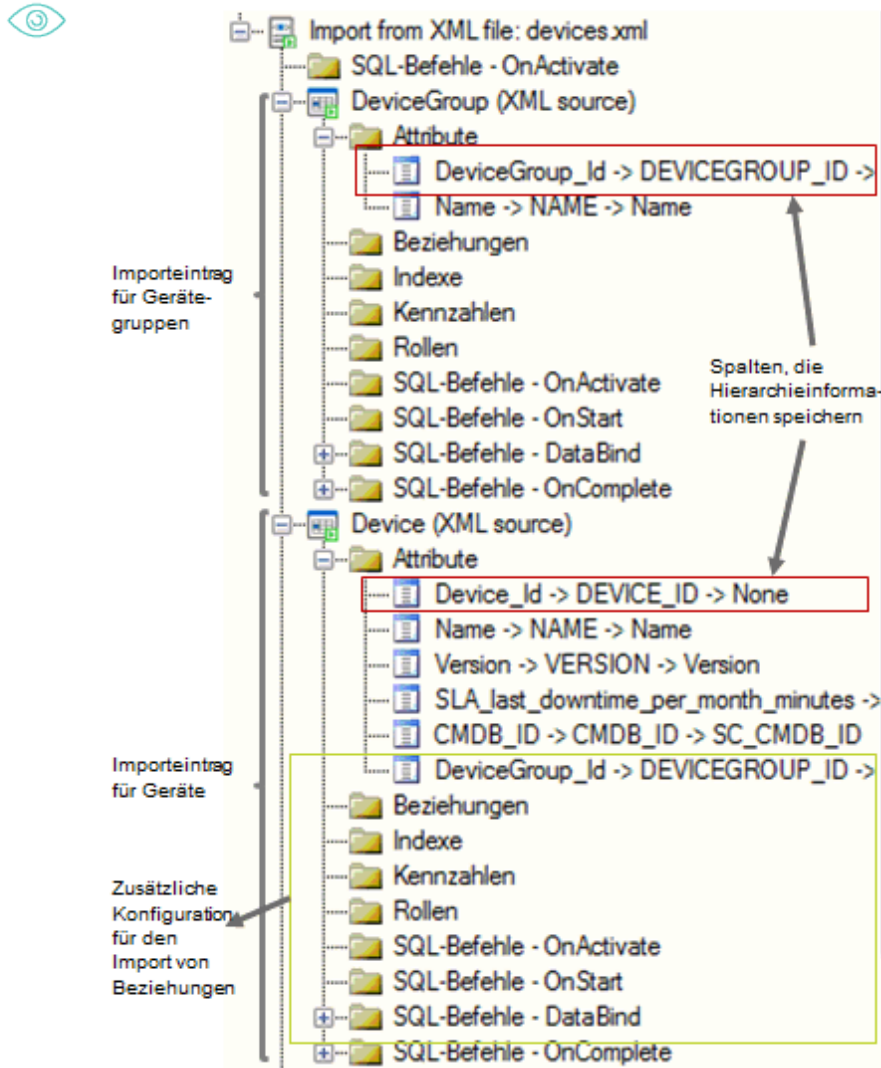 Import from XML file: devices.xml
SQL-Befehle - OnActivate
DeviceGroup (XML source)
Attribute
DeviceGroup_Id -> DEVICEGROUP_ID ->
Name -> NAME -> Name
Beziehungen
Indexe
Kennzahlen
Rollen
SQL-Befehle - OnActivate
SQL-Befehle - OnStart
SQL-Befehle - DataBind
SQL-Befehle - OnComplete
Importeintrag
für Geräte-
gruppen
Spalten, die
Hierarchieinforma-
tionen speichern
Device (XML source)
Attribute
Device_Id -> DEVICE_ID -> None
Name -> NAME -> Name
Version -> VERSION -> Version
SLA_last_downtime_per_month_minutes ->
CMDB_ID -> CMDB_ID -> SC_CMDB_ID
DeviceGroup_Id -> DEVICEGROUP_ID ->
Beziehungen
Indexe
Kennzahlen
Rollen
SQL-Befehle - OnActivate
SQL-Befehle - OnStart
SQL-Befehle - DataBind
SQL-Befehle - OnComplete
Importeintrag
für Geräte
Zusätzliche
Konfiguration
für den
Import von
Beziehungen